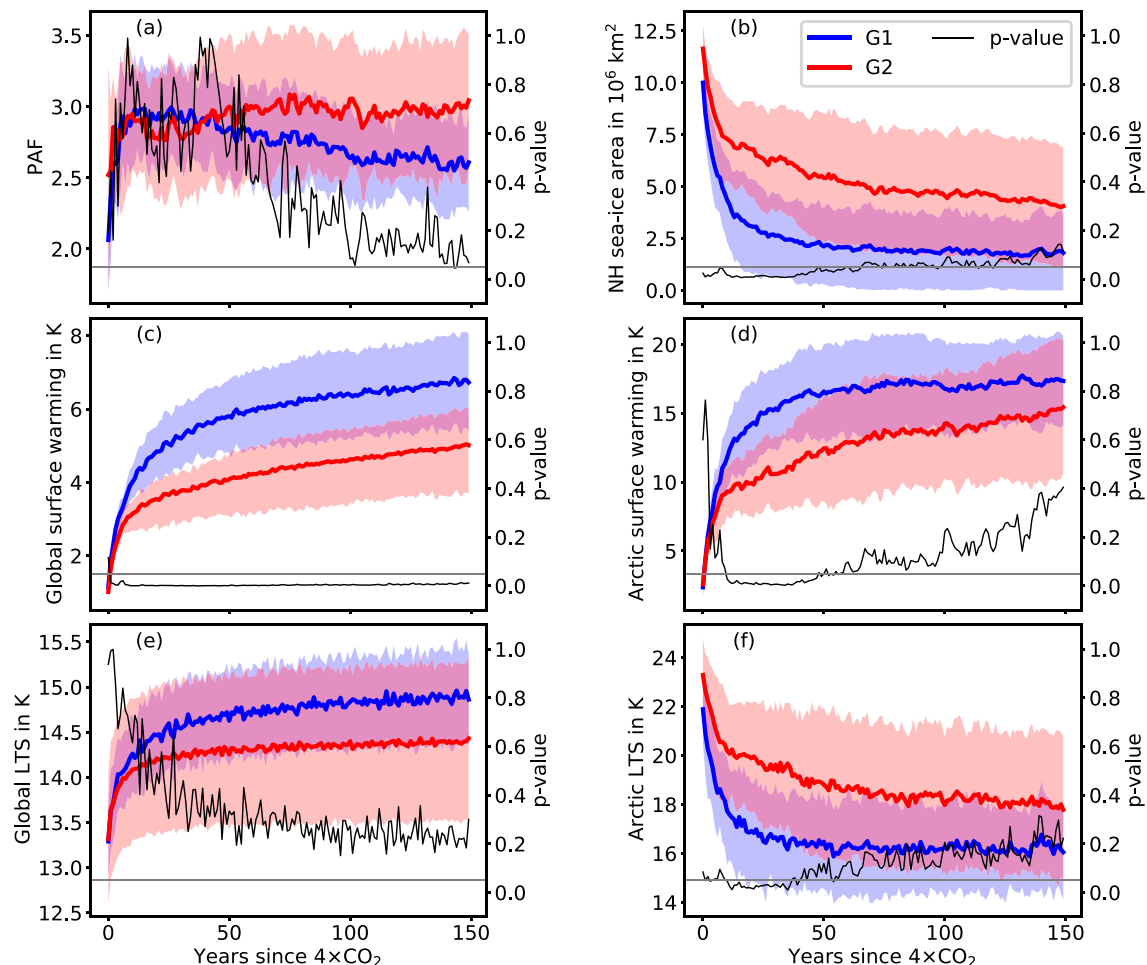 (a)
3.5
3.0
2.5
2.0
PAF
1.0
0.8
0.6
0.4
0.2
0.0
p-value
(b)
12.5
10.0
7.5
5.0
2.5
0.0
NH sea-ice area in 10⁶ km²
G1
G2
p-value
1.0
0.8
0.6
0.4
0.2
0.0
p-value
(c)
8
6
4
2
Global surface warming in K
1.0
0.8
0.6
0.4
0.2
0.0
p-value
(d)
20
15
10
5
Arctic surface warming in K
1.0
0.8
0.6
0.4
0.2
0.0
p-value
(e)
15.5
15.0
14.5
14.0
13.5
13.0
12.5
Global LTS in K
1.0
0.8
0.6
0.4
0.2
0.0
p-value
0 50 100 150
Years since 4×CO₂
(f)
24
22
20
18
16
14
Arctic LTS in K
1.0
0.8
0.6
0.4
0.2
0.0
p-value
0 50 100 150
Years since 4×CO₂